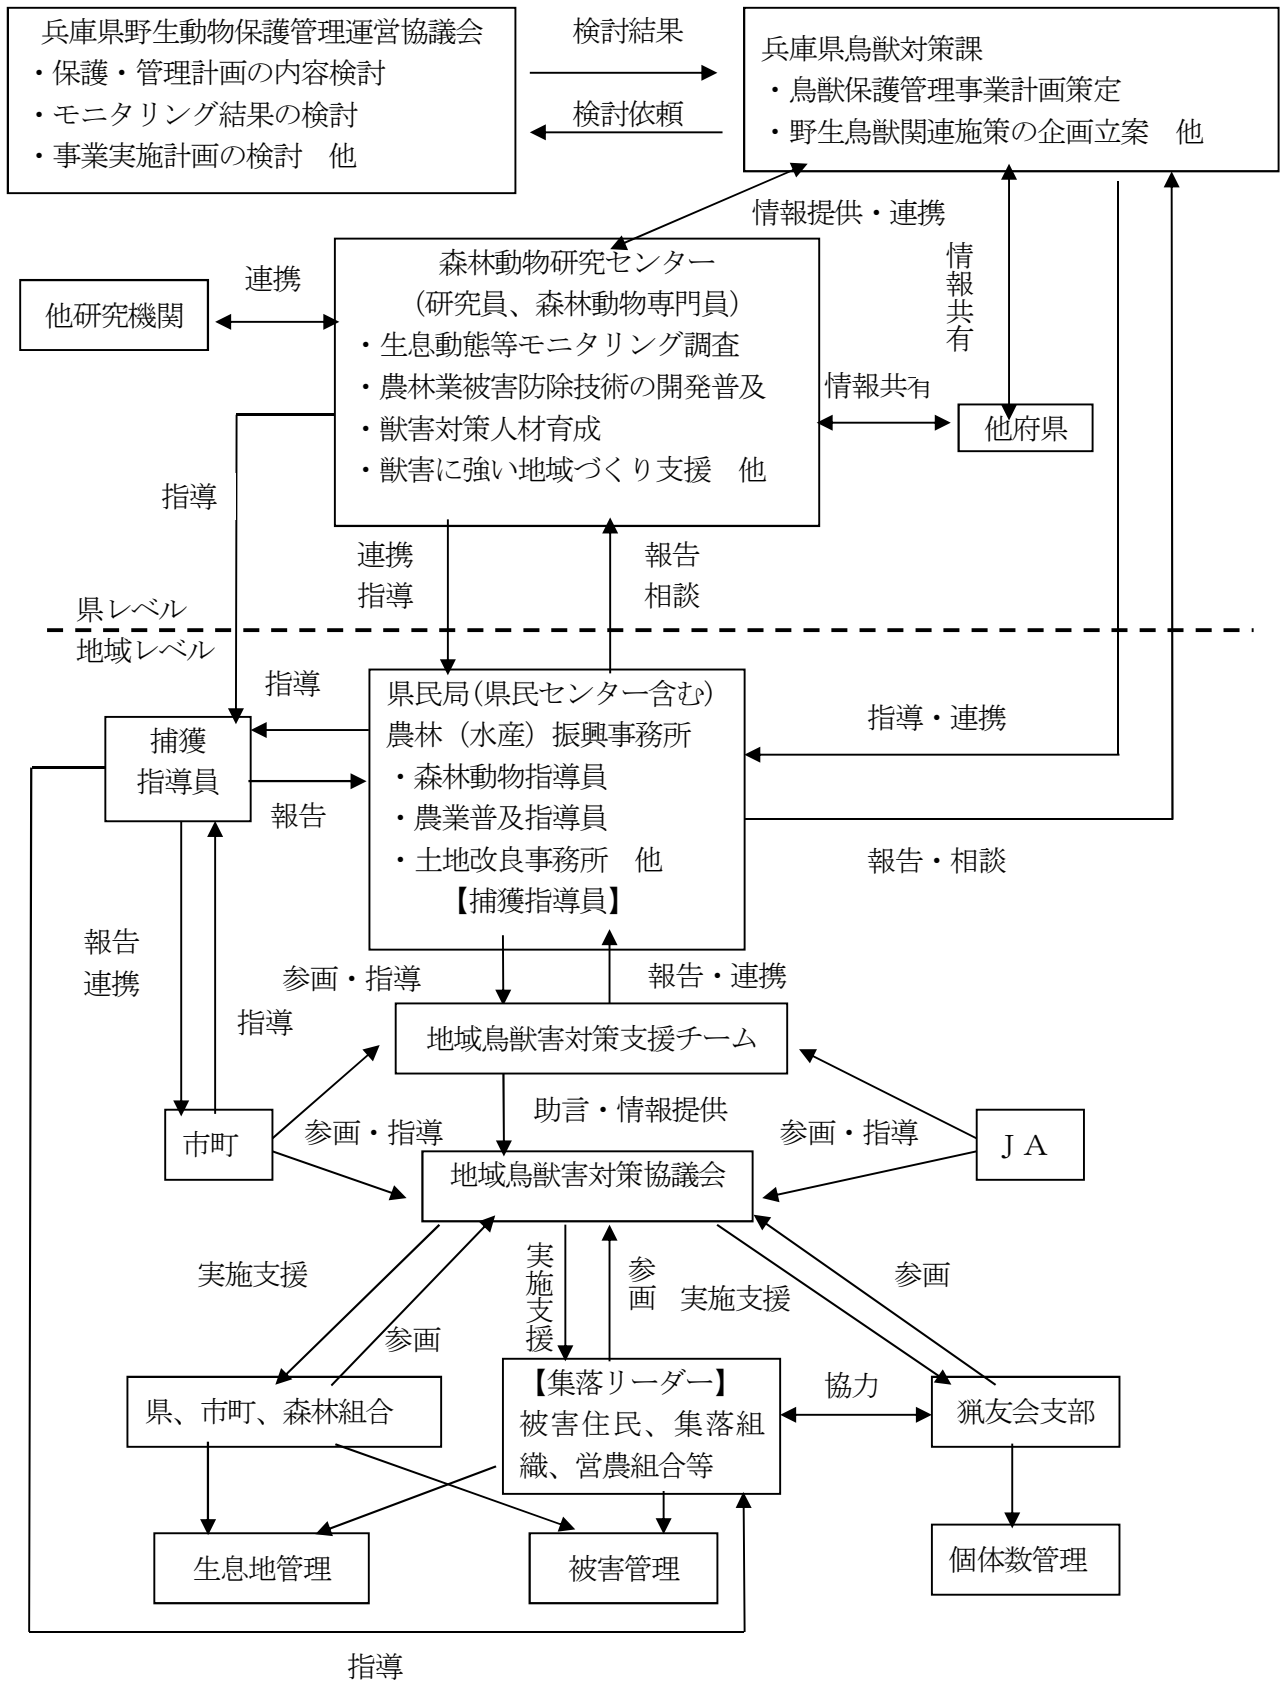 兵庫県野生動物保護管理運営協議会
・保護・管理計画の内容検討
・モニタリング結果の検討
・事業実施計画の検討　他
検討結果
検討依頼
兵庫県鳥獣対策課
・鳥獣保護管理事業計画策定
・野生鳥獣関連施策の企画立案　他
情報提供・連携
情報共有
森林動物研究センター
（研究員、森林動物専門員）
・生息動態等モニタリング調査
・農林業被害防除技術の開発普及
・獣害対策人材育成
・獣害に強い地域づくり支援　他
連携
他研究機関
情報共有
他府県
指導
連携
指導
報告
相談
県レベル
地域レベル
指導
県民局(県民センター含む)
農林（水産）振興事務所
・森林動物指導員
・農業普及指導員
・土地改良事務所　他
【捕獲指導員】
指導・連携
捕獲
指導員
報告
報告・相談
報告
連携
指導
参画・指導
報告・連携
地域鳥獣害対策支援チーム
助言・情報提供
市町
参画・指導
参画・指導
ＪＡ
地域鳥獣害対策協議会
実施支援
参画
実施支援
参画
実施支援
参画
県、市町、森林組合
【集落リーダー】
被害住民、集落組
織、営農組合等
協力
猟友会支部
生息地管理
被害管理
個体数管理
指導